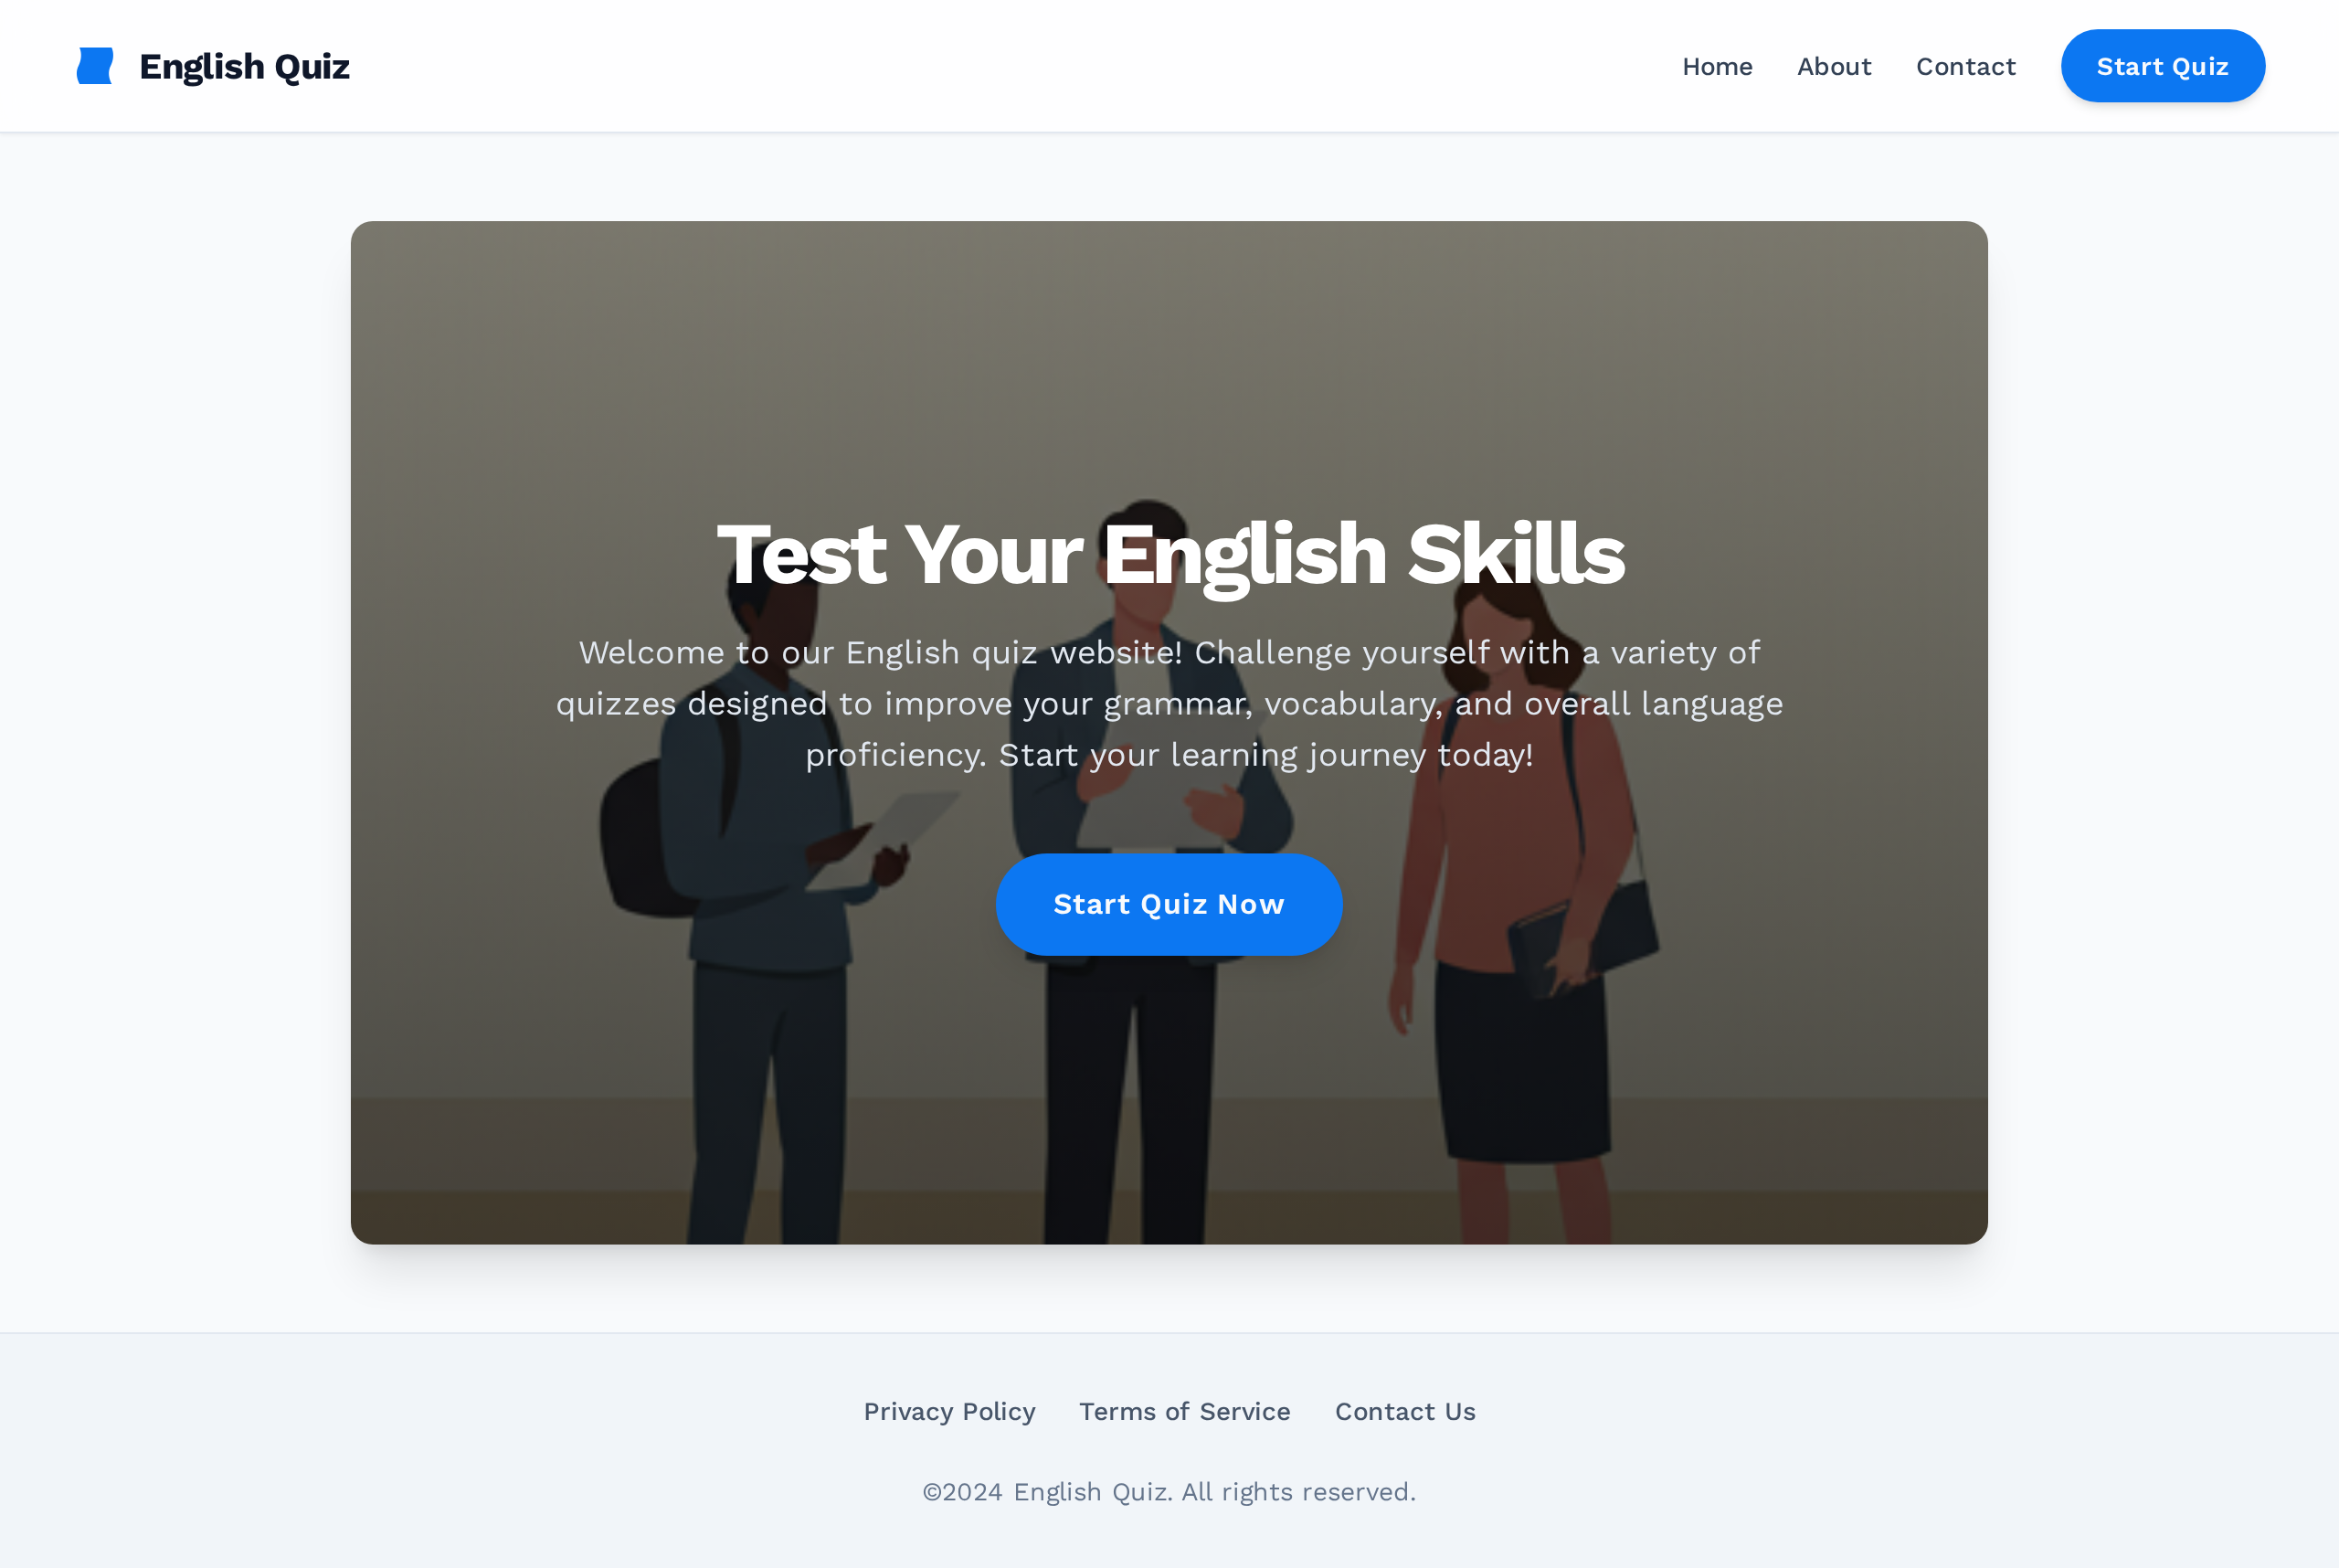 English Quiz
Home About Contact Start Quiz
Test Your English Skills
Welcome to our English quiz website! Challenge yourself with a variety of
quizzes designed to improve your grammar, vocabulary, and overall language
proficiency. Start your learning journey today!
Start Quiz Now
Privacy Policy Terms of Service Contact Us
©2024 English Quiz. All rights reserved.